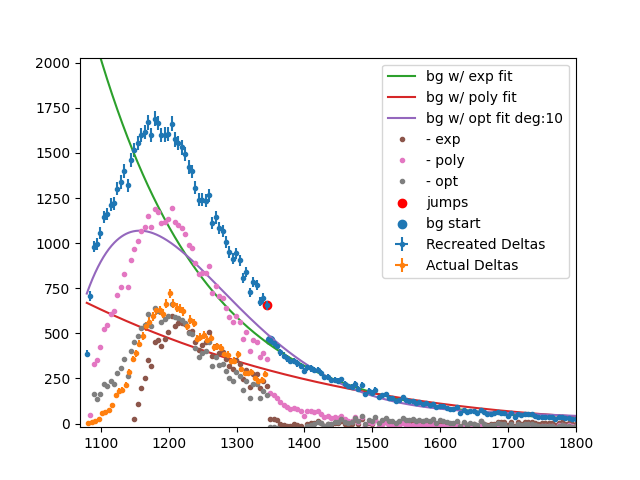 2000
1750
1500
1250
1000
750
500
250
0
1100
1200
1300
1400
1500
1600
1700
1800
bg w/ exp fit
bg w/ poly fit
bg w/ opt fit deg:10
- exp
- poly
- opt
jumps
bg start
Recreated Deltas
Actual Deltas